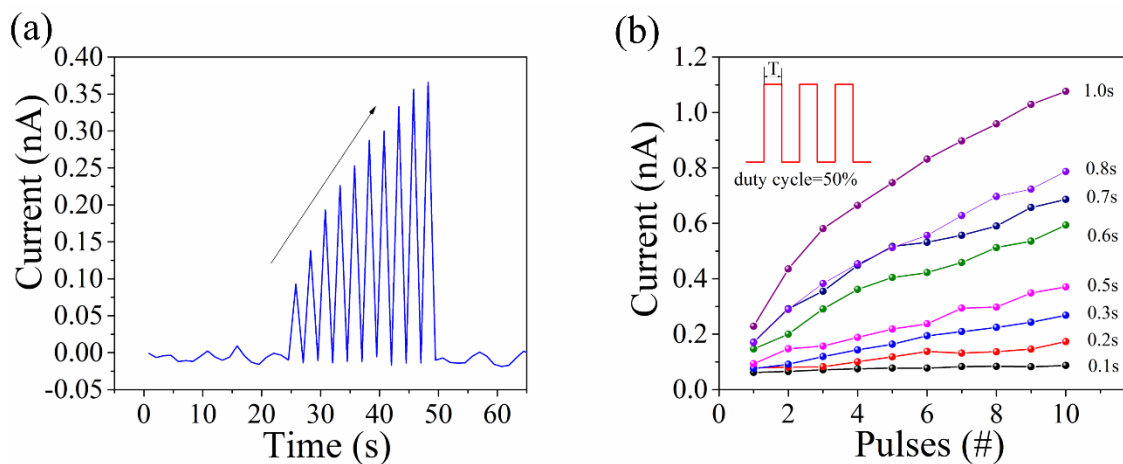 (a)
0.40
0.35
0.30
0.25
0.20
0.15
0.10
0.05
0.00
-0.05
Current (nA)
0 10 20 30 40 50 60
Time (s)
(b)
1.2
1.0
0.8
0.6
0.4
0.2
0.0
Current (nA)
T
duty cycle=50%
1.0s
0.8s
0.7s
0.6s
0.5s
0.3s
0.2s
0.1s
0 2 4 6 8 10
Pulses (#)